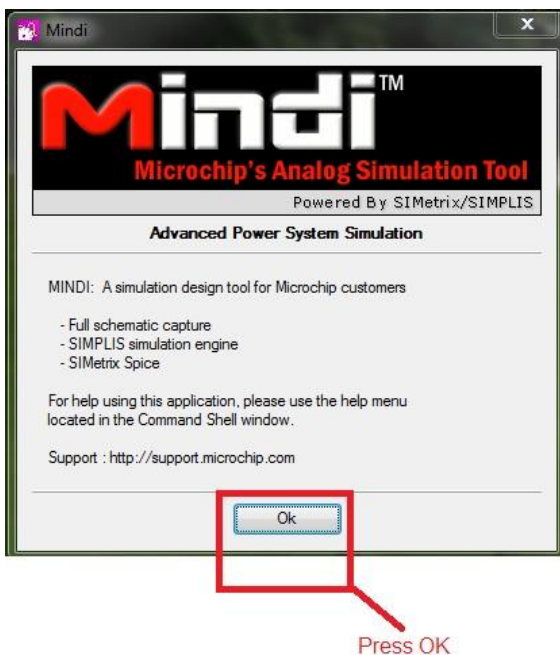 Mindi
Mindi™
Microchip's Analog Simulation Tool
Powered By SIMetrix/SIMPLIS
Advanced Power System Simulation
MINDI: A simulation design tool for Microchip customers
- Full schematic capture
- SIMPLIS simulation engine
- SIMetrix Spice
For help using this application, please use the help menu
located in the Command Shell window.
Support : http://support.microchip.com
Ok
Press OK